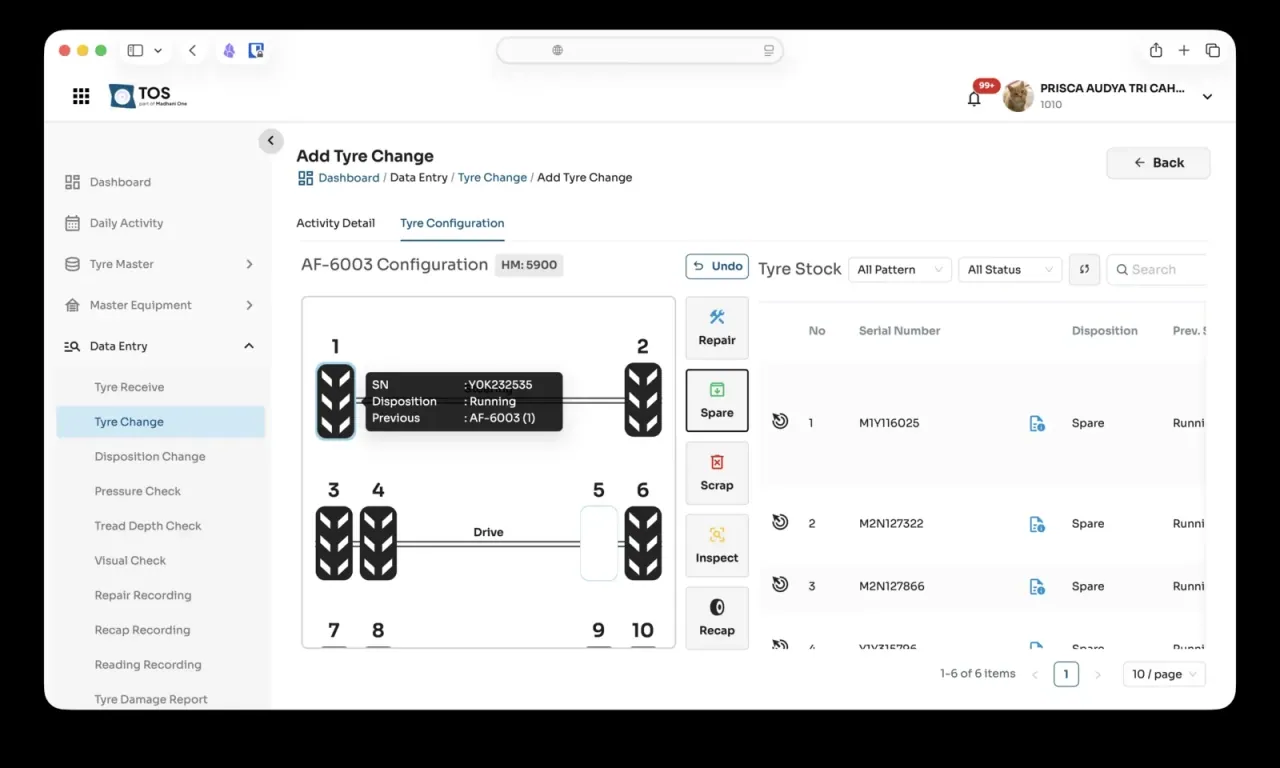 TOS
part of Madhani One
99+
PRISCA AUDYA TRI CAH...
1010
Dashboard
Daily Activity
Tyre Master
Master Equipment
Data Entry
Tyre Receive
Tyre Change
Disposition Change
Pressure Check
Tread Depth Check
Visual Check
Repair Recording
Recap Recording
Reading Recording
Tyre Damage Report
Add Tyre Change
Dashboard / Data Entry / Tyre Change / Add Tyre Change
Back
Activity Detail
Tyre Configuration
AF-6003 Configuration
HM: 5900
Undo
1
2
SN : Y0K232535
Disposition : Running
Previous : AF-6003 (1)
3 4 5 6
Drive
7 8 9 10
Repair
Spare
Scrap
Inspect
Recap
Tyre Stock
All Pattern
All Status
Search
No Serial Number Disposition Prev. S
1 M1Y116025 Spare Runni
2 M2N127322 Spare Runni
3 M2N127866 Spare Runni
4 Y1Y315796 Spare Runni
1-6 of 6 items
1
10 / page